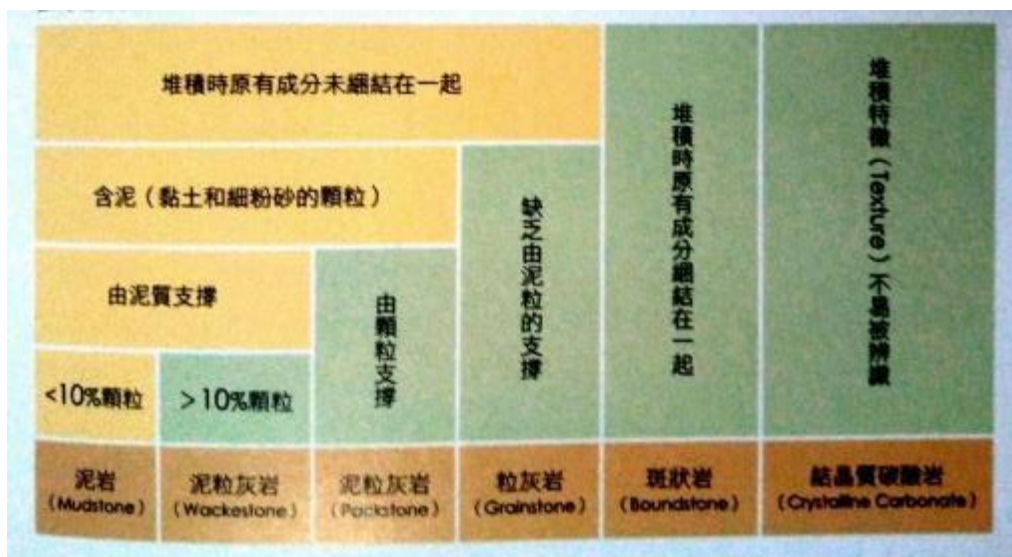 堆積時原有成分未綑結在一起
含泥（黏土和細粉砂的顆粒）
由泥質支撐
<10%顆粒
>10%顆粒
由顆粒支撐
缺乏由泥粒的支撐
堆積時原有成分綑結在一起
堆積特徵（Texture）不易被辨識
泥岩
（Mudstone）
泥粒灰岩
（Wackestone）
泥粒灰岩
（Packstone）
粒灰岩
（Grainstone）
斑狀岩
（Boundstone）
結晶質碳酸岩
（Crystalline Carbonate）